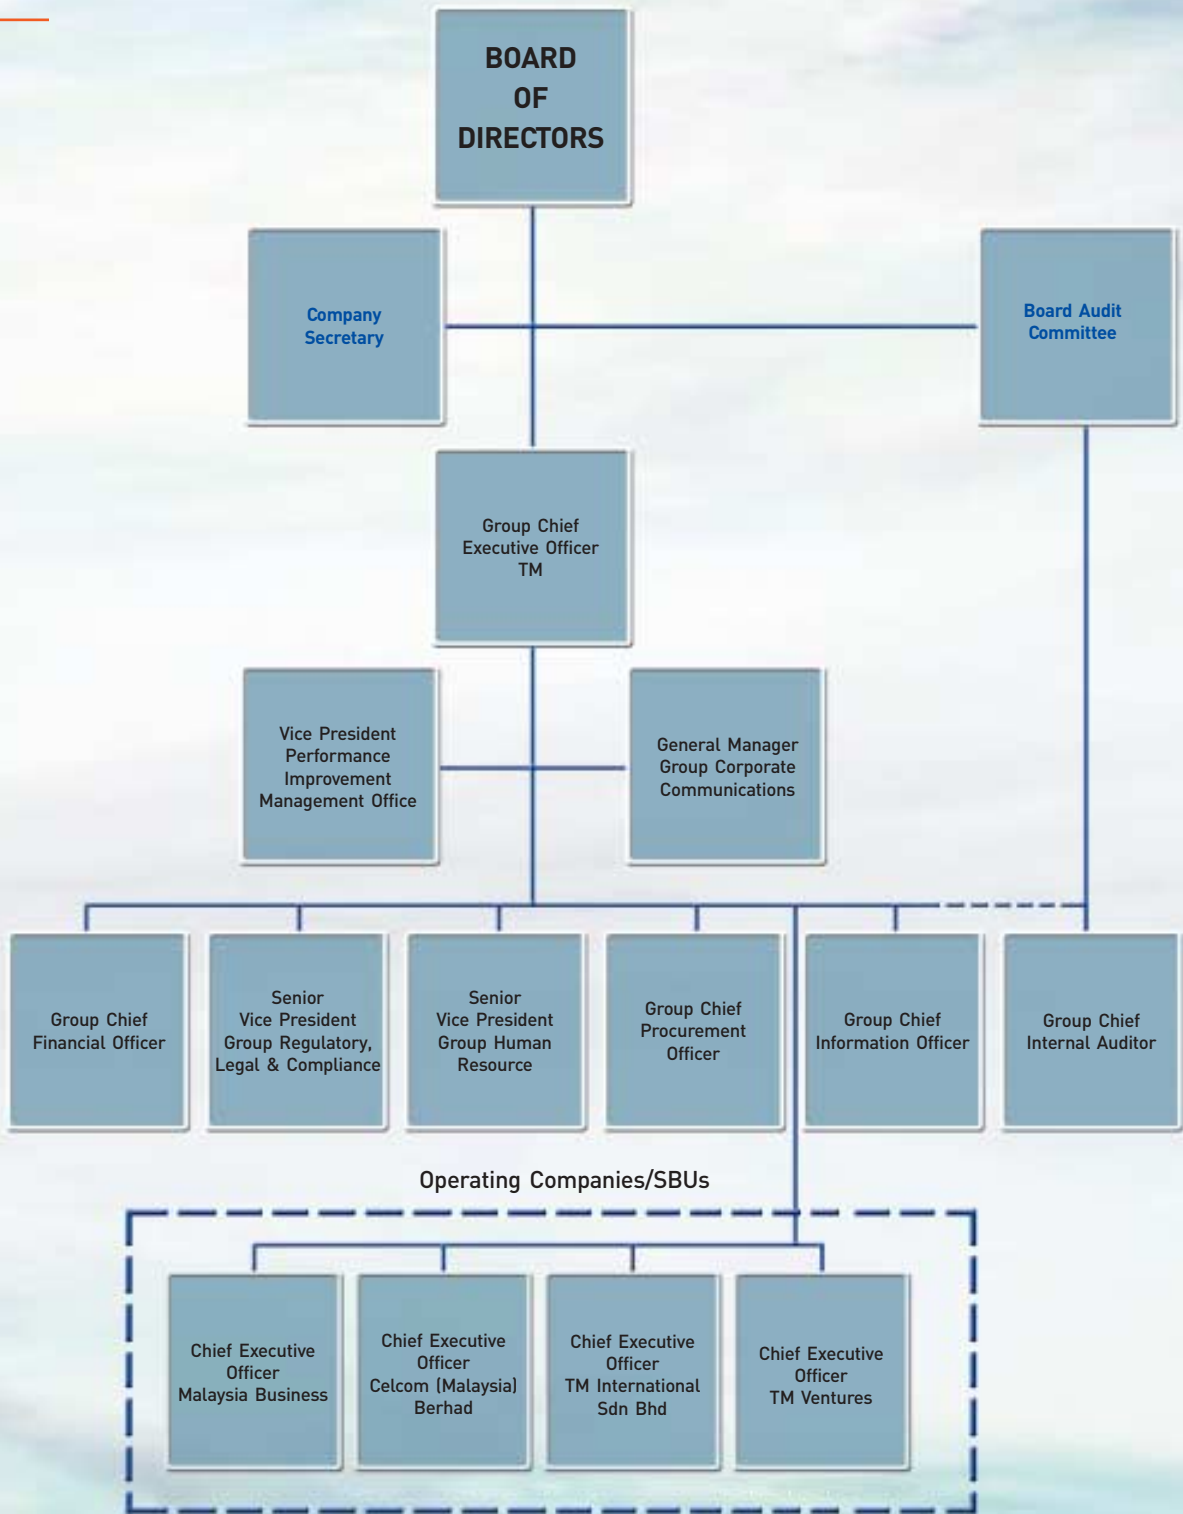 BOARD
OF
DIRECTORS
Company
Secretary
Board Audit
Committee
Group Chief
Executive Officer
TM
Vice President
Performance
Improvement
Management Office
General Manager
Group Corporate
Communications
Group Chief
Financial Officer
Senior
Vice President
Group Regulatory,
Legal & Compliance
Senior
Vice President
Group Human
Resource
Group Chief
Procurement
Officer
Group Chief
Information Officer
Group Chief
Internal Auditor
Operating Companies/SBUs
Chief Executive
Officer
Malaysia Business
Chief Executive
Officer
Celcom (Malaysia)
Berhad
Chief Executive
Officer
TM International
Sdn Bhd
Chief Executive
Officer
TM Ventures